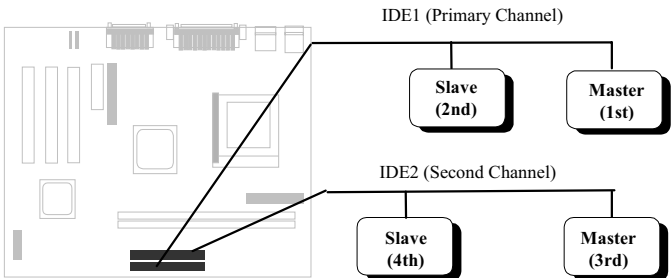 IDE1 (Primary Channel)
Slave
(2nd)
Master
(1st)
IDE2 (Second Channel)
Slave
(4th)
Master
(3rd)